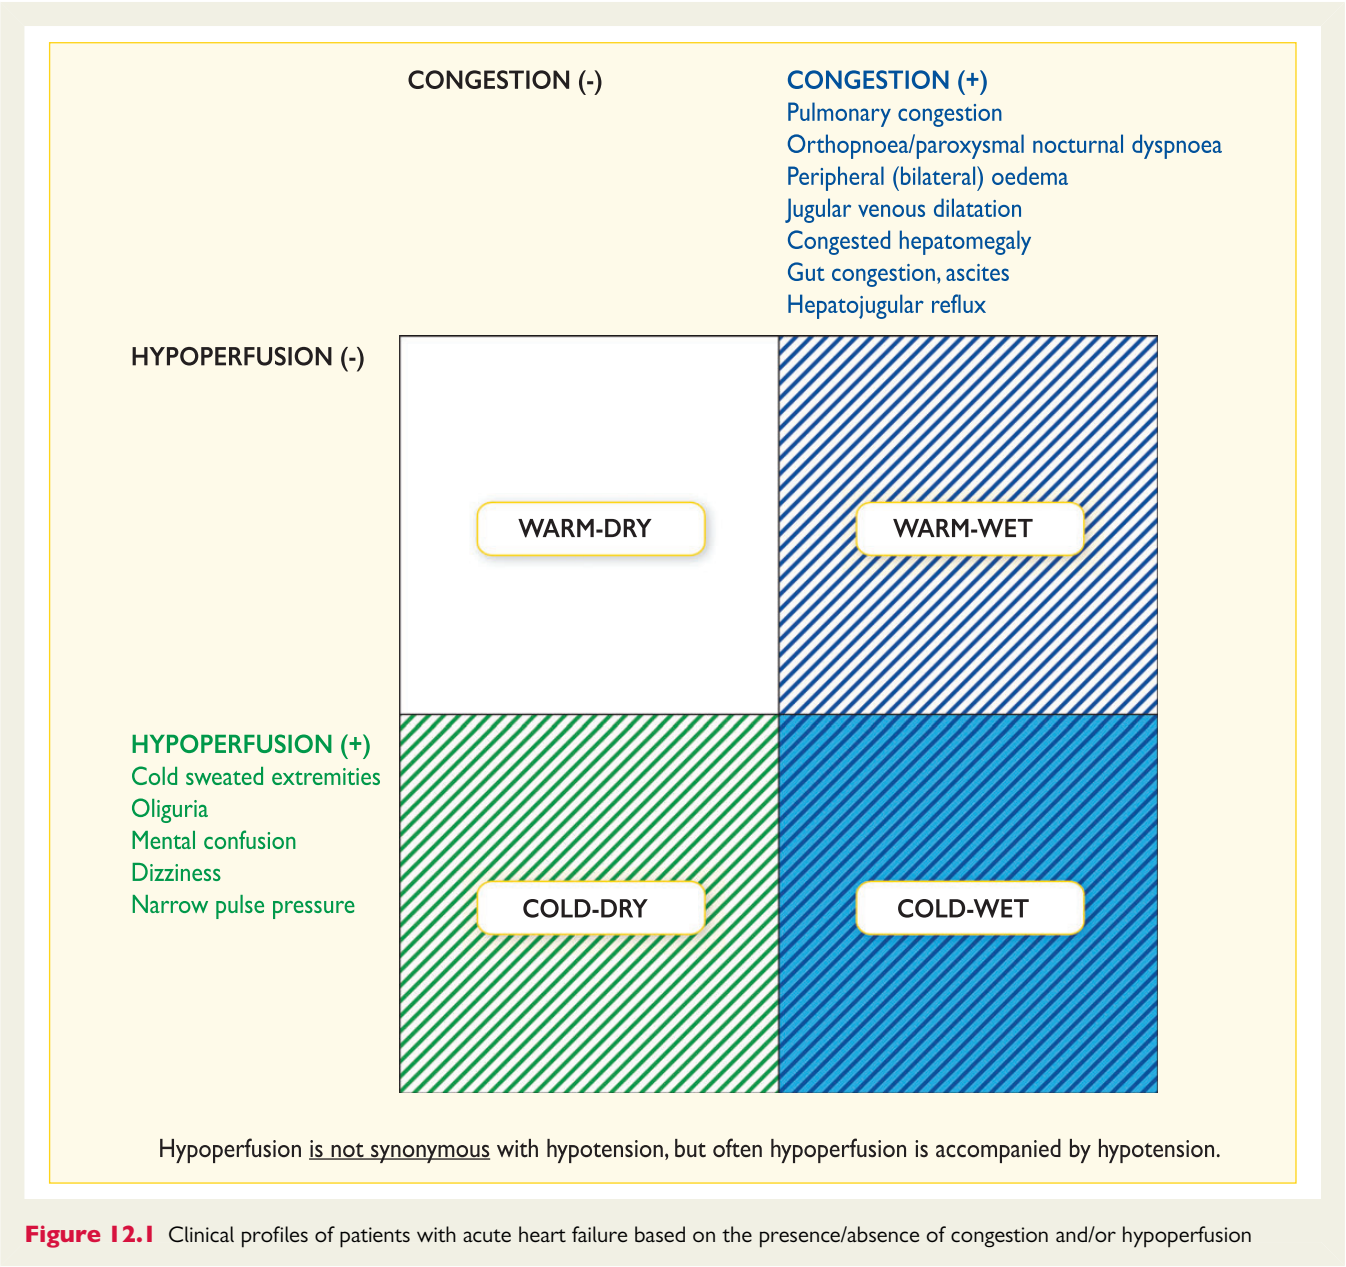 CONGESTION (-)
CONGESTION (+)
Pulmonary congestion
Orthopnoea/paroxysmal nocturnal dyspnoea
Peripheral (bilateral) oedema
Jugular venous dilatation
Congested hepatomegaly
Gut congestion, ascites
Hepatojugular reflux
HYPOPERFUSION (-)
WARM-DRY
WARM-WET
HYPOPERFUSION (+)
Cold sweated extremities
Oliguria
Mental confusion
Dizziness
Narrow pulse pressure
COLD-DRY
COLD-WET
Hypoperfusion is not synonymous with hypotension, but often hypoperfusion is accompanied by hypotension.
Figure 12.1 Clinical profiles of patients with acute heart failure based on the presence/absence of congestion and/or hypoperfusion